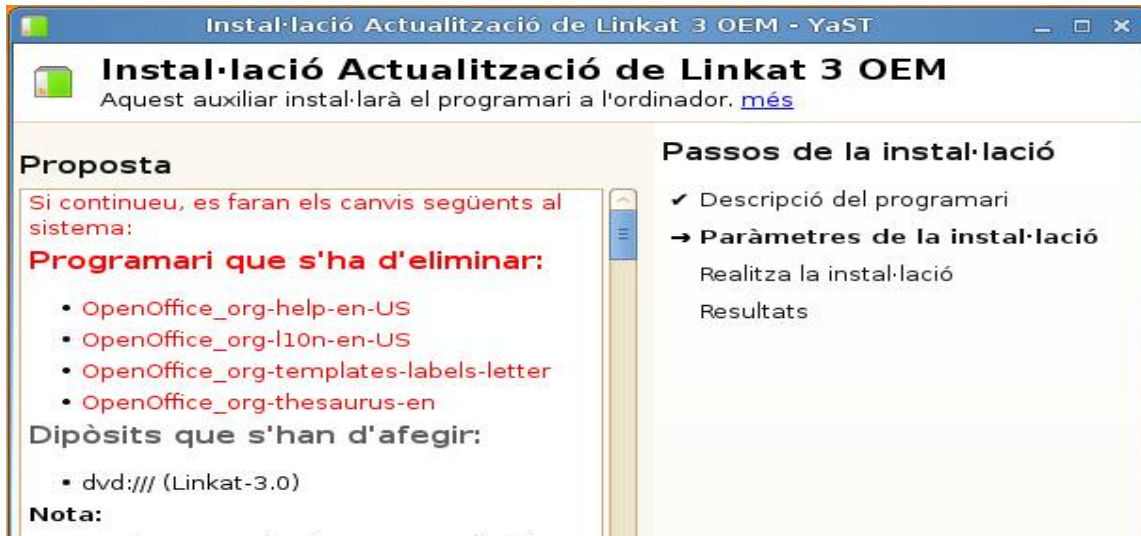 Instal·lació Actualització de Linkat 3 OEM - YaST
Instal·lació Actualització de Linkat 3 OEM
Aquest auxiliar instal·larà el programari a l'ordinador. més
Proposta
Si continueu, es faran els canvis següents al
sistema:
Programari que s'ha d'eliminar:
• OpenOffice_org-help-en-US
• OpenOffice_org-l10n-en-US
• OpenOffice_org-templates-labels-letter
• OpenOffice_org-thesaurus-en
Dipòsits que s'han d'afegir:
• dvd:/// (Linkat-3.0)
Nota:
Passos de la instal·lació
✔ Descripció del programari
➔ Paràmetres de la instal·lació
Realitza la instal·lació
Resultats